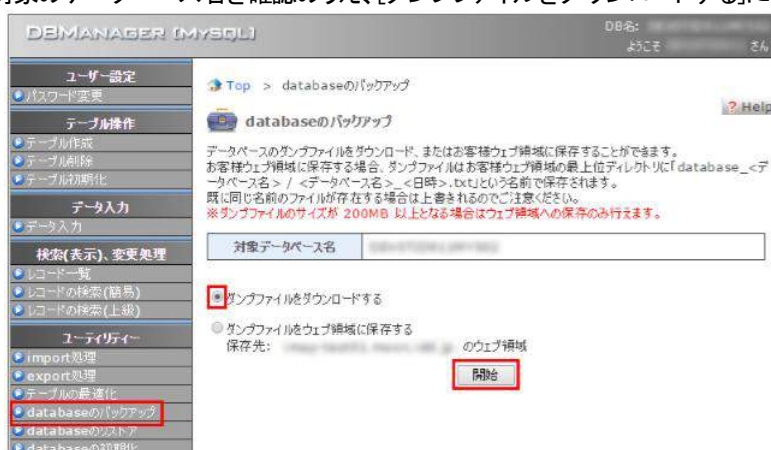 対象のデータベース名を確認のうえ、[ダンプファイルをダウンロードする]に
DBMANAGER [MYSQL]
DB名:
ようこそ さん
ユーザー設定
パスワード変更
テーブル操作
テーブル作成
テーブル削除
テーブル初期化
データ入力
データ入力
検索(表示)、変更処理
レコード一覧
レコードの検索(簡易)
レコードの検索(上級)
ユーティリティー
import処理
export処理
テーブルの最適化
databaseのバックアップ
databaseのリストア
databaseの初期化
Top > databaseのバックアップ
? Help
databaseのバックアップ
データベースのダンプファイルをダウンロード、またはお客様ウェブ領域に保存することができます。
お客様ウェブ領域に保存する場合、ダンプファイルはお客様ウェブ領域の最上位ディレクトリに「database_<デ
ータベース名> / <データベース名>_<日時>.txt」という名前で保存されます。
既に同じ名前のファイルが存在する場合は上書きされるのでご注意ください。
※ダンプファイルのサイズが 200MB 以上となる場合はウェブ領域への保存のみ行えます。
対象データベース名
ダンプファイルをダウンロードする
ダンプファイルをウェブ領域に保存する
保存先: のウェブ領域
開始